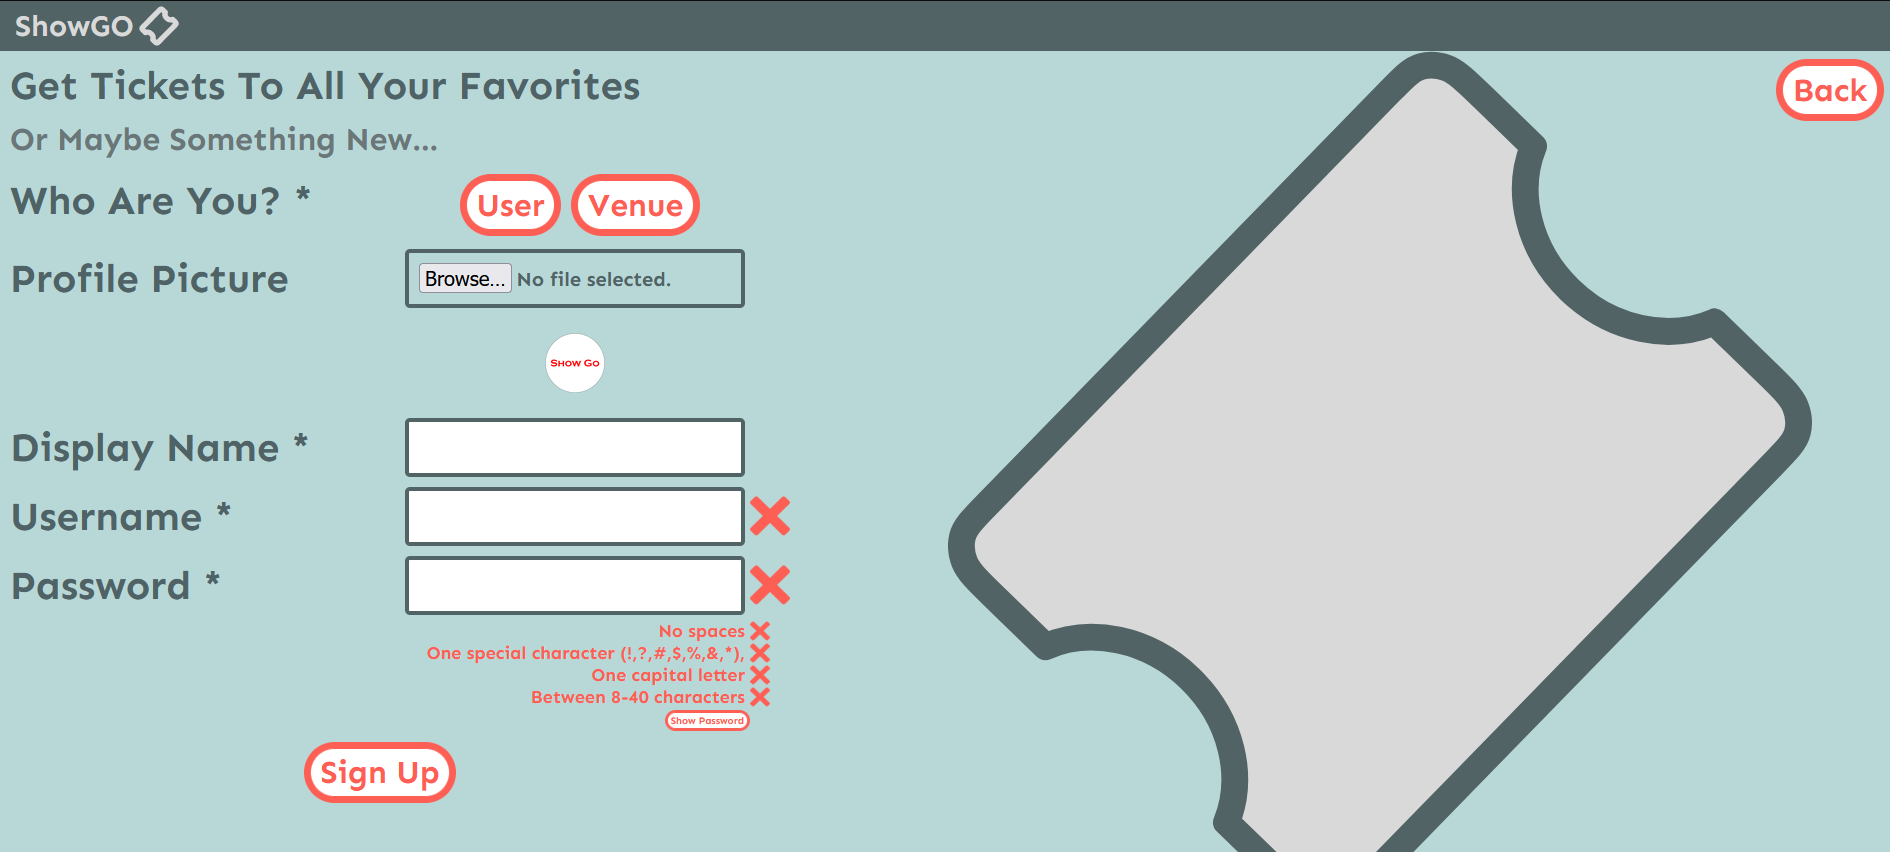 ShowGO
Get Tickets To All Your Favorites
Back
Or Maybe Something New...
Who Are You? *
User
Venue
Profile Picture
Browse... No file selected.
Show Go
Display Name *
Username *
Password *
No spaces
One special character (!,?,#,$,%,&,*),
One capital letter
Between 8-40 characters
Show Password
Sign Up